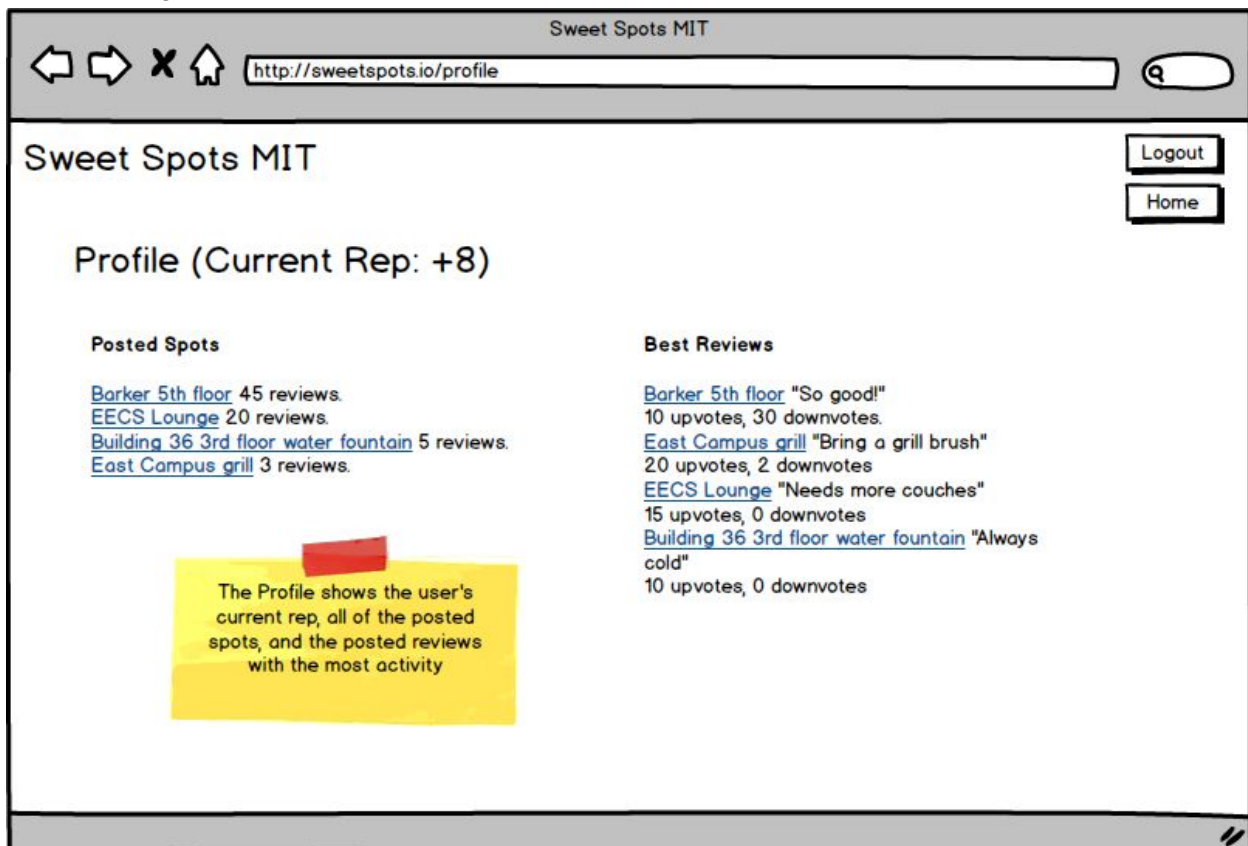 Sweet Spots MIT
http://sweetspots.io/profile
Sweet Spots MIT
Logout
Home
Profile (Current Rep: +8)
Posted Spots
Barker 5th floor 45 reviews.
EECS Lounge 20 reviews.
Building 36 3rd floor water fountain 5 reviews.
East Campus grill 3 reviews.
Best Reviews
Barker 5th floor "So good!"
10 upvotes, 30 downvotes.
East Campus grill "Bring a grill brush"
20 upvotes, 2 downvotes
EECS Lounge "Needs more couches"
15 upvotes, 0 downvotes
Building 36 3rd floor water fountain "Always
cold"
10 upvotes, 0 downvotes
The Profile shows the user's
current rep, all of the posted
spots, and the posted reviews
with the most activity